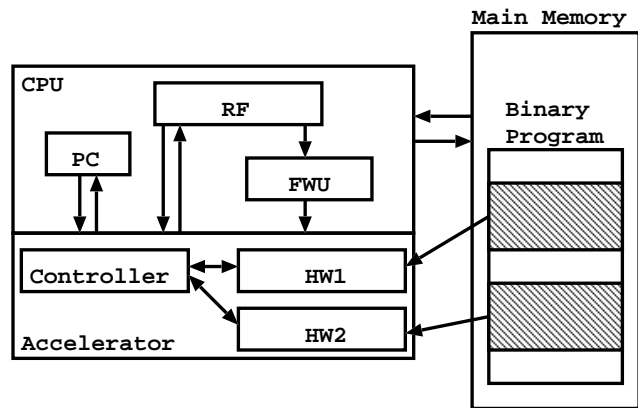 Main Memory
CPU
RF
Binary
Program
PC
FWU
Controller
HW1
HW2
Accelerator